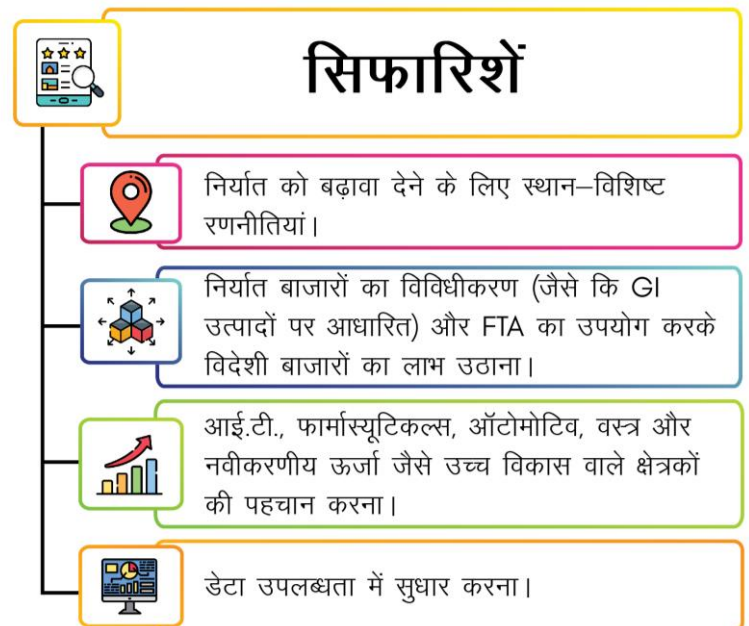 सिफारिशें
निर्यात को बढ़ावा देने के लिए स्थान–विशिष्ट
रणनीतियां।
निर्यात बाजारों का विविधीकरण (जैसे कि GI
उत्पादों पर आधारित) और FTA का उपयोग करके
विदेशी बाजारों का लाभ उठाना।
आई.टी., फार्मास्यूटिकल्स, ऑटोमोटिव, वस्त्र और
नवीकरणीय ऊर्जा जैसे उच्च विकास वाले क्षेत्रकों
की पहचान करना।
डेटा उपलब्धता में सुधार करना।